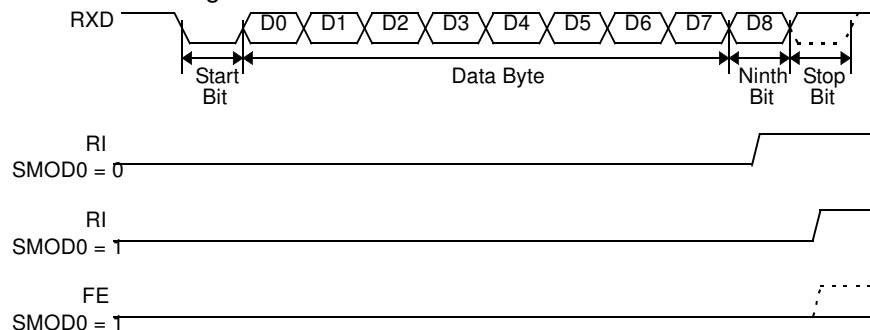 RXD D0 D1 D2 D3 D4 D5 D6 D7 D8
Start Data Byte Ninth Stop
Bit Bit Bit
RI
SMOD0 = 0
RI
SMOD0 = 1
FE
SMOD0 = 1